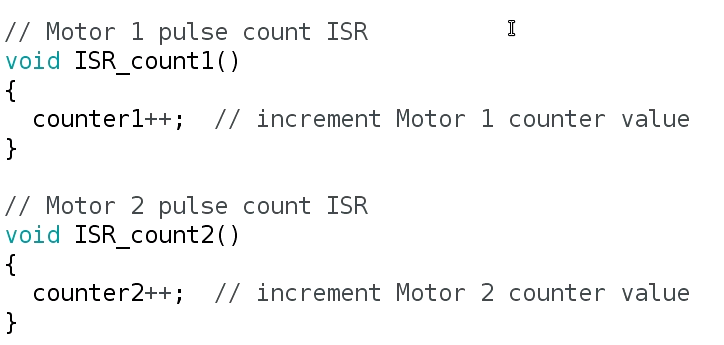 // Motor 1 pulse count ISR
void ISR_count1()
{
  counter1++;  // increment Motor 1 counter value
}

// Motor 2 pulse count ISR
void ISR_count2()
{
  counter2++;  // increment Motor 2 counter value
}